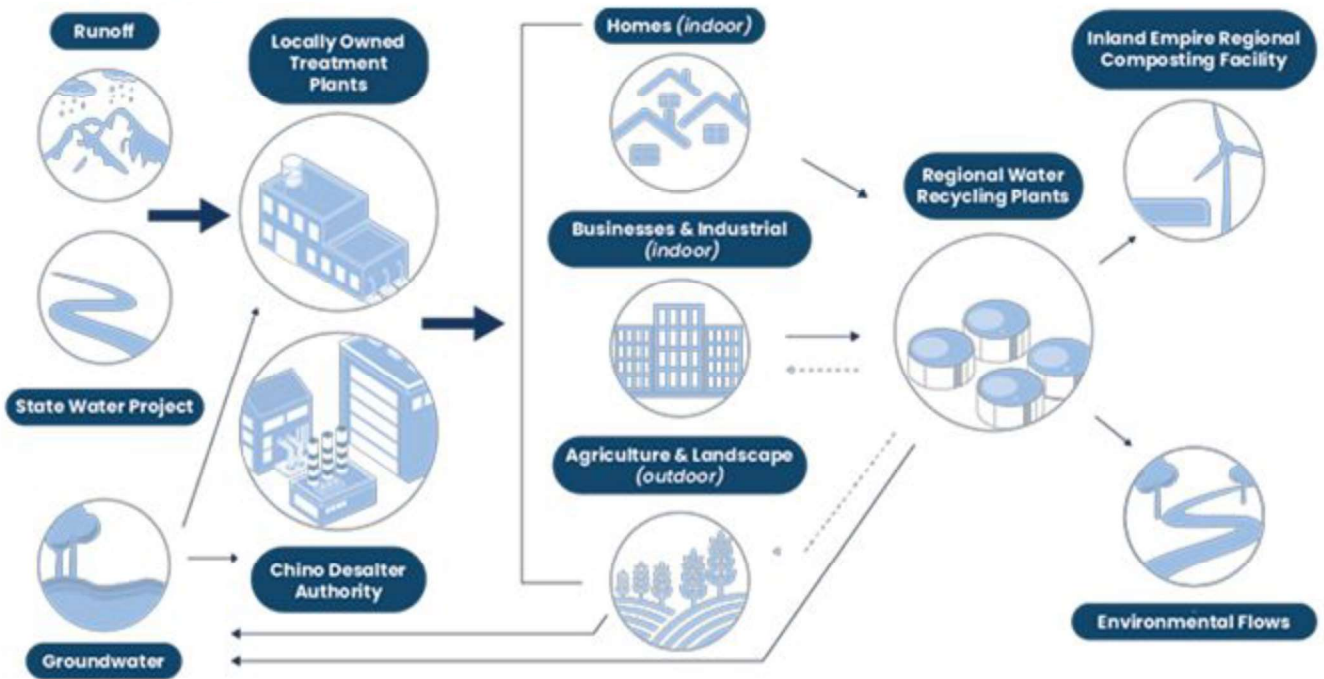 Runoff
Locally Owned
Treatment
Plants
Homes (indoor)
Inland Empire Regional
Composting Facility
Regional Water
Recycling Plants
Businesses & Industrial
(indoor)
State Water Project
Agriculture & Landscape
(outdoor)
Chino Desalter
Authority
Environmental Flows
Groundwater